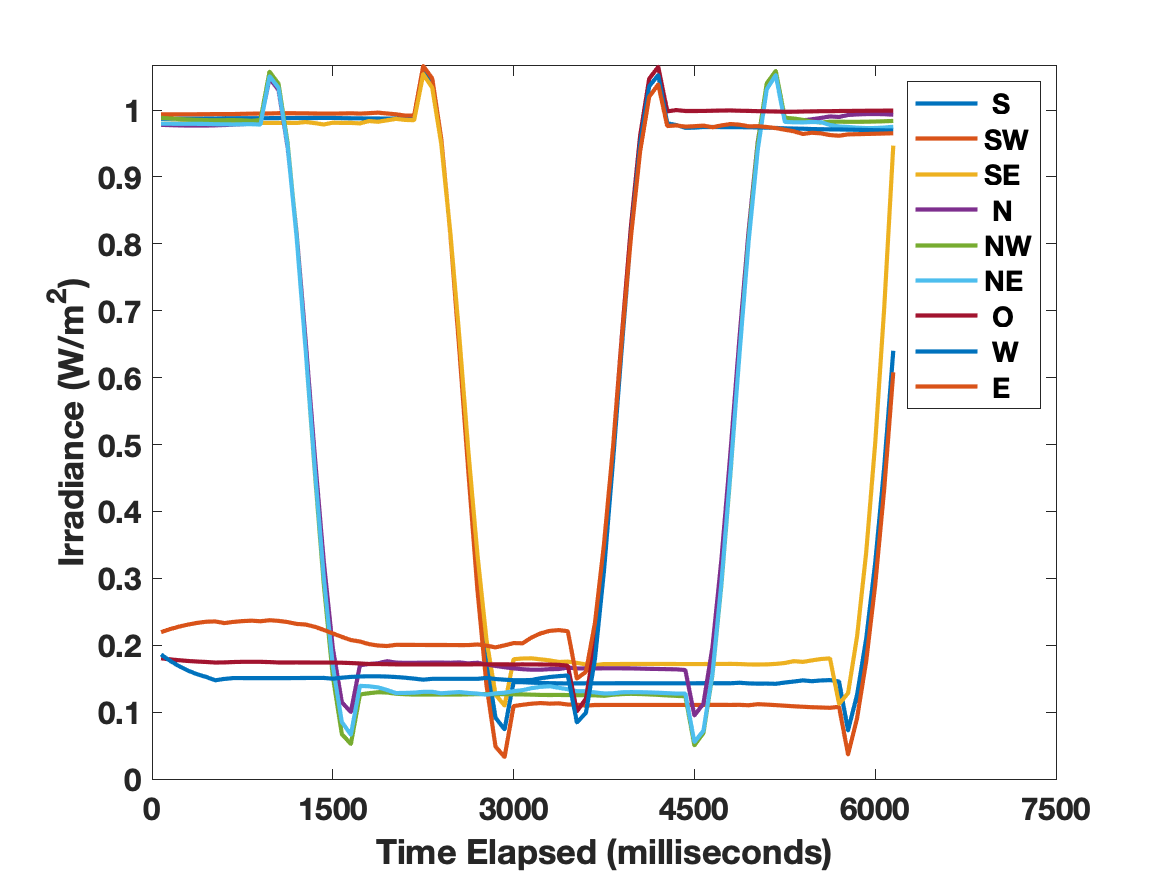 1
0.9
0.8
0.7
0.6
0.5
0.4
0.3
0.2
0.1
0
Irradiance (W/m²)
0 1500 3000 4500 6000 7500
Time Elapsed (milliseconds)
S
SW
SE
N
NW
NE
O
W
E